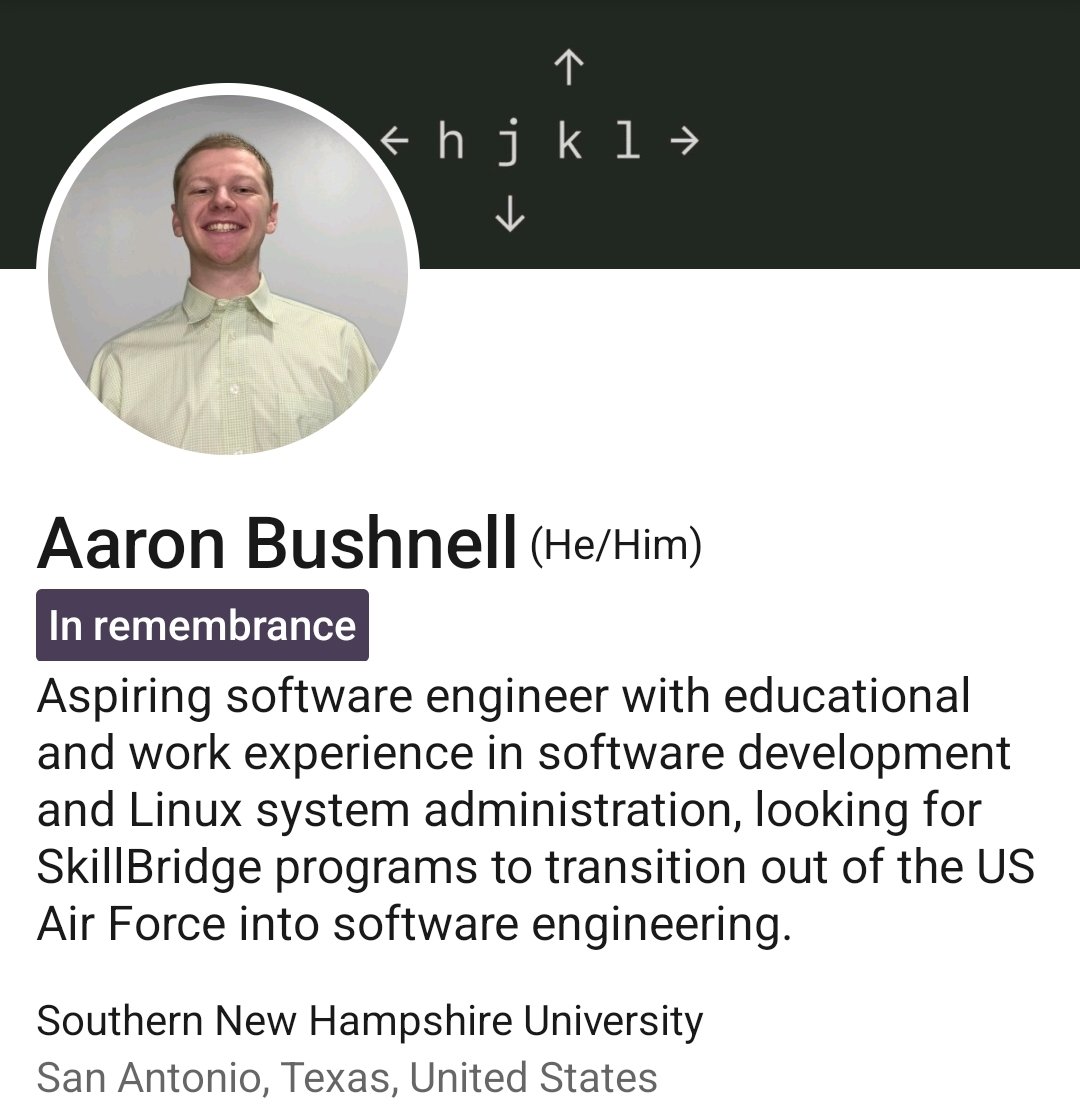 ↑
← h j k l →
↓
Aaron Bushnell (He/Him)
In remembrance
Aspiring software engineer with educational
and work experience in software development
and Linux system administration, looking for
SkillBridge programs to transition out of the US
Air Force into software engineering.
Southern New Hampshire University
San Antonio, Texas, United States